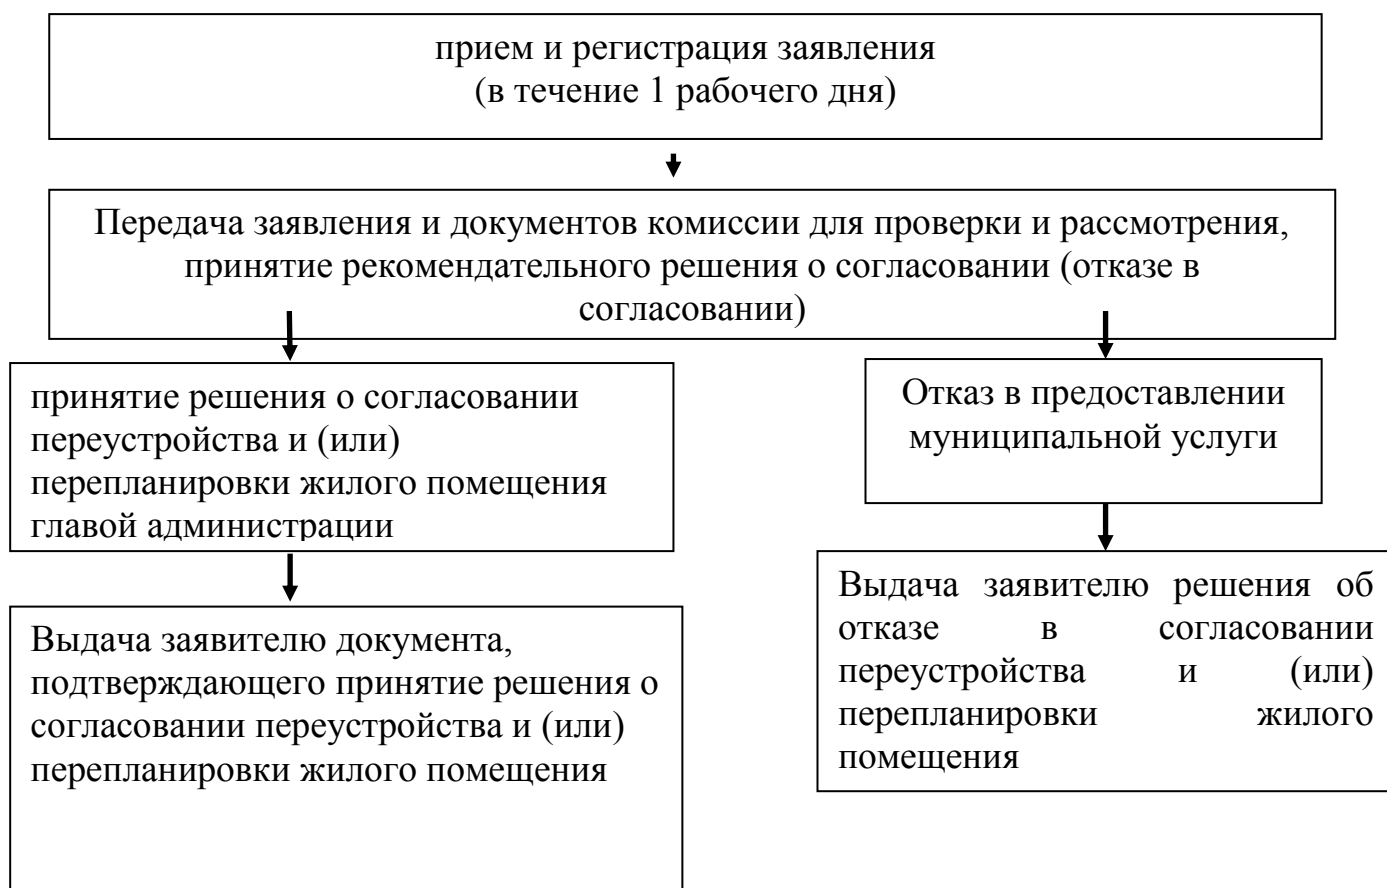 прием и регистрация заявления
(в течение 1 рабочего дня)
Передача заявления и документов комиссии для проверки и рассмотрения,
принятие рекомендательного решения о согласовании (отказе в
согласовании)
принятие решения о согласовании
переустройства и (или)
перепланировки жилого помещения
главой администрации
Отказ в предоставлении
муниципальной услуги
Выдача заявителю документа,
подтверждающего принятие решения о
согласовании переустройства и (или)
перепланировки жилого помещения
Выдача заявителю решения об
отказе в согласовании
переустройства и (или)
перепланировки жилого
помещения